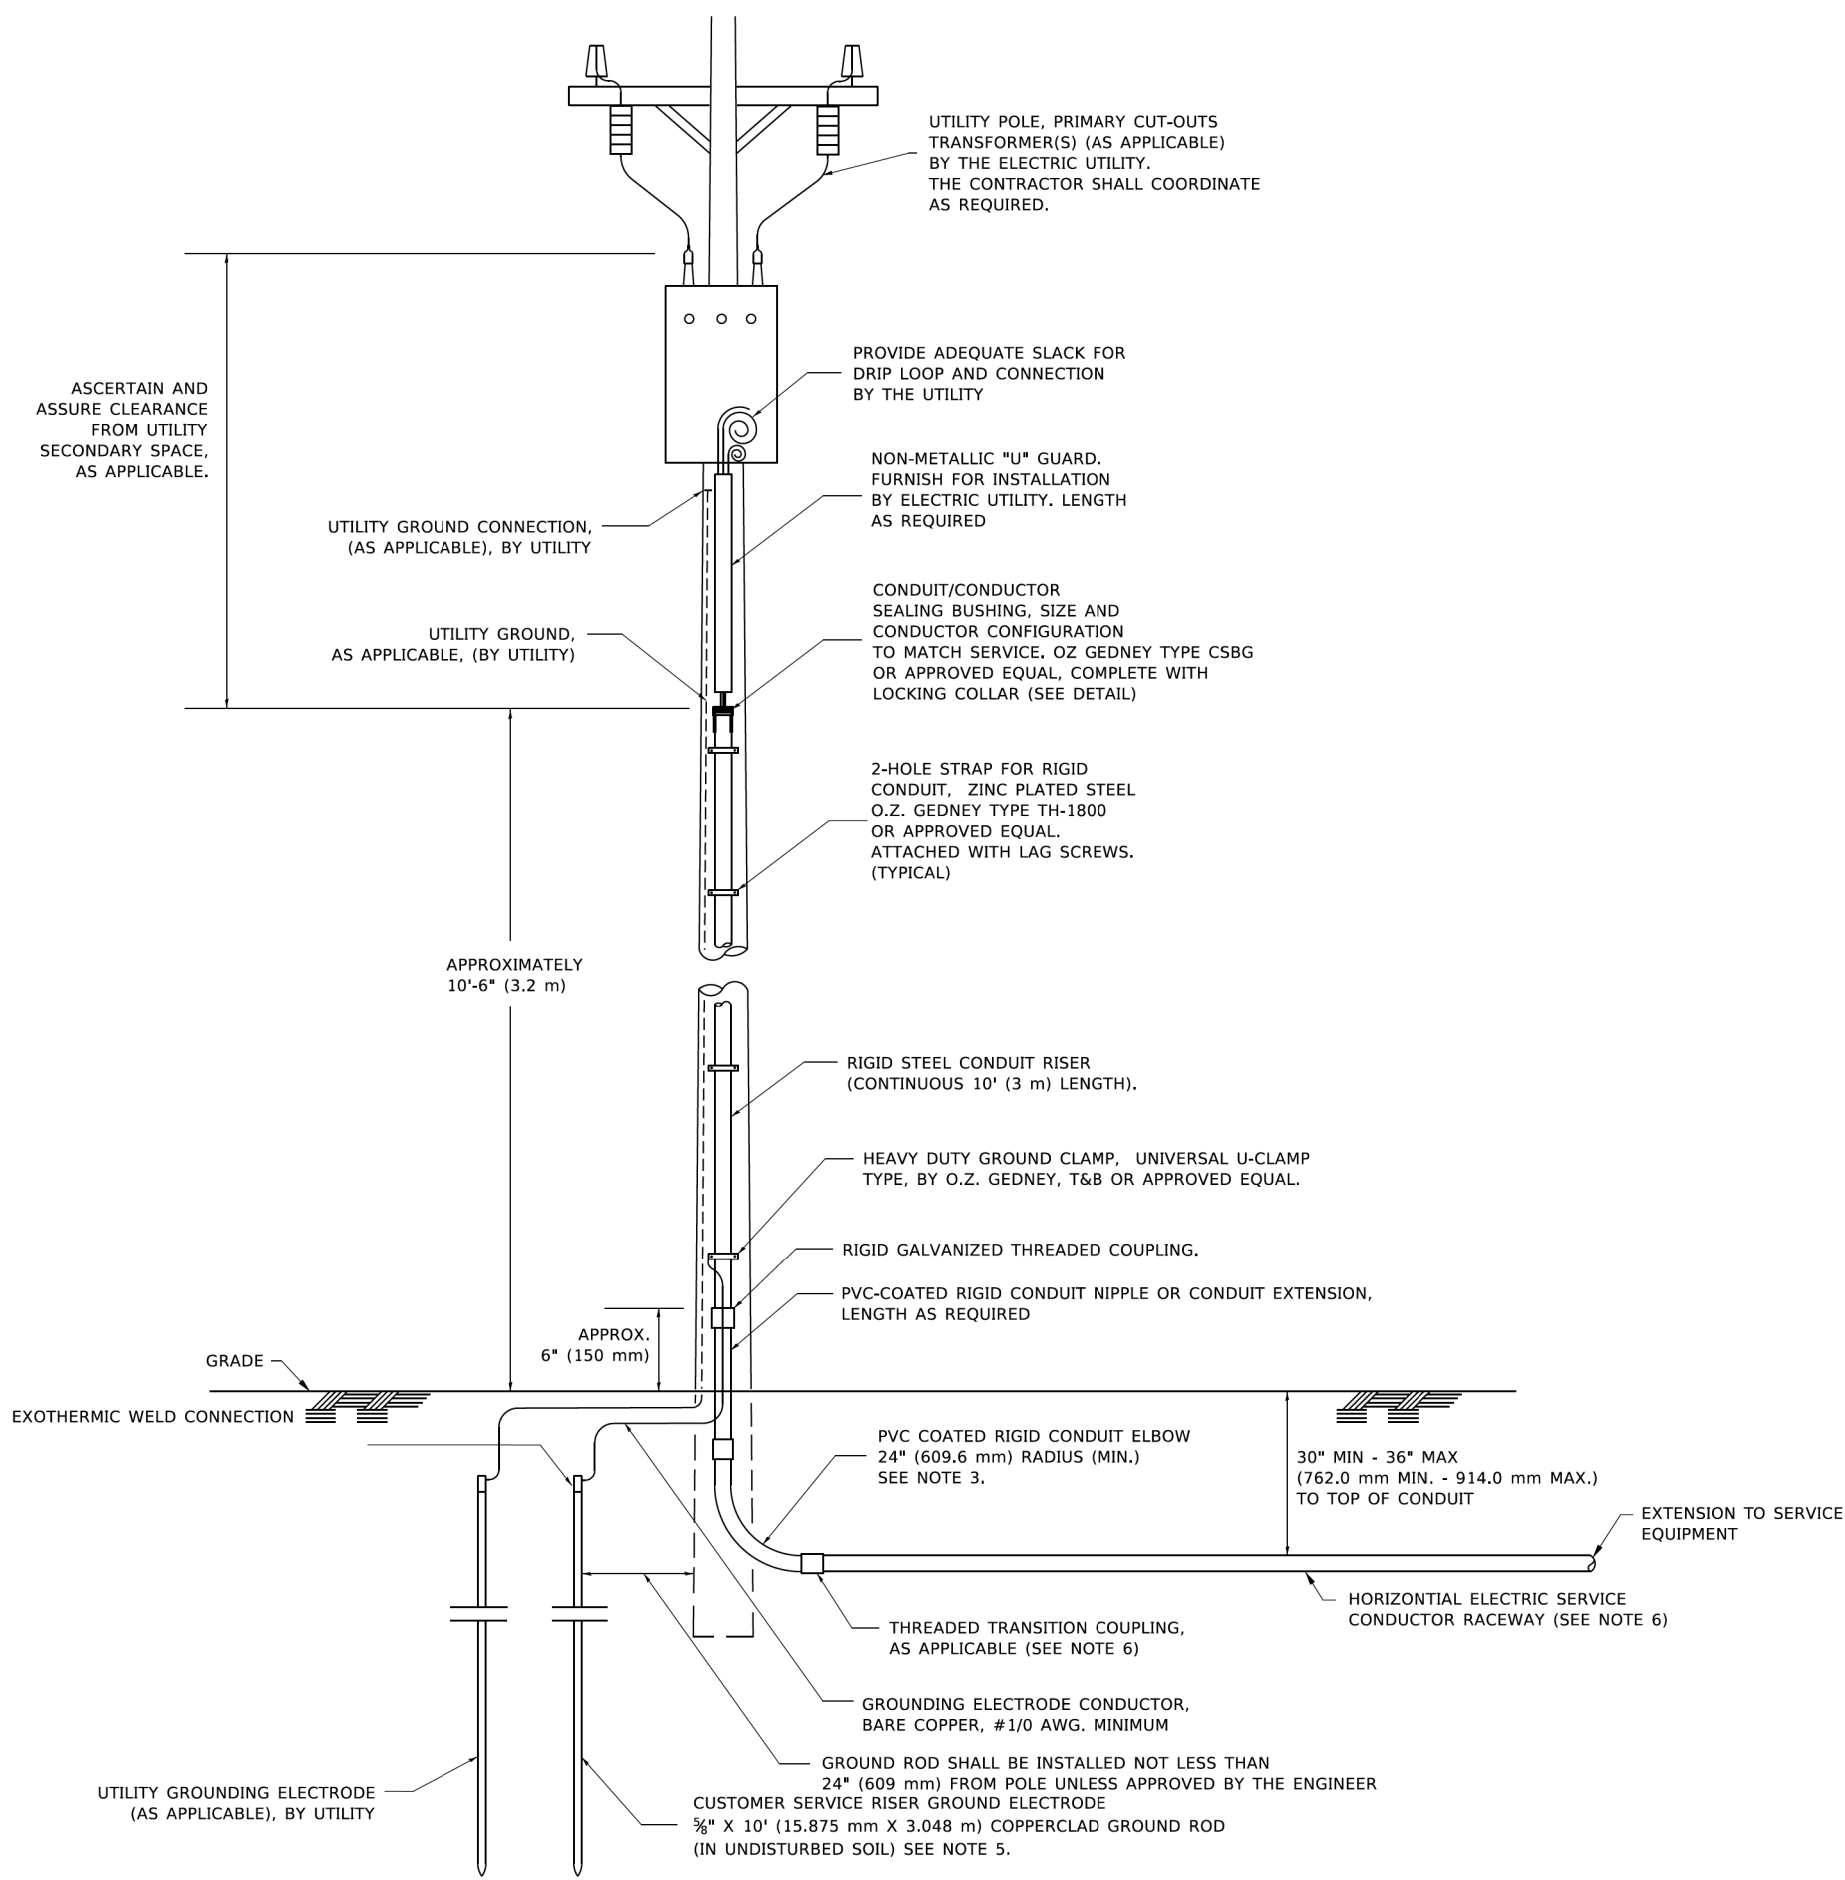 UTILITY POLE, PRIMARY CUT-OUTS
TRANSFORMER(S) (AS APPLICABLE)
BY THE ELECTRIC UTILITY.
THE CONTRACTOR SHALL COORDINATE
AS REQUIRED.
PROVIDE ADEQUATE SLACK FOR
DRIP LOOP AND CONNECTION
BY THE UTILITY
ASCERTAIN AND
ASSURE CLEARANCE
FROM UTILITY
SECONDARY SPACE,
AS APPLICABLE.
NON-METALLIC "U" GUARD.
FURNISH FOR INSTALLATION
BY ELECTRIC UTILITY. LENGTH
AS REQUIRED
UTILITY GROUND CONNECTION,
(AS APPLICABLE), BY UTILITY
CONDUIT/CONDUCTOR
SEALING BUSHING, SIZE AND
CONDUCTOR CONFIGURATION
TO MATCH SERVICE. OZ GEDNEY TYPE CSBG
OR APPROVED EQUAL, COMPLETE WITH
LOCKING COLLAR (SEE DETAIL)
UTILITY GROUND,
AS APPLICABLE, (BY UTILITY)
2-HOLE STRAP FOR RIGID
CONDUIT, ZINC PLATED STEEL
O.Z. GEDNEY TYPE TH-1800
OR APPROVED EQUAL.
ATTACHED WITH LAG SCREWS.
(TYPICAL)
APPROXIMATELY
10'-6" (3.2 m)
RIGID STEEL CONDUIT RISER
(CONTINUOUS 10' (3 m) LENGTH).
HEAVY DUTY GROUND CLAMP, UNIVERSAL U-CLAMP
TYPE, BY O.Z. GEDNEY, T&B OR APPROVED EQUAL.
RIGID GALVANIZED THREADED COUPLING.
PVC-COATED RIGID CONDUIT NIPPLE OR CONDUIT EXTENSION,
LENGTH AS REQUIRED
APPROX.
6" (150 mm)
GRADE
EXOTHERMIC WELD CONNECTION
PVC COATED RIGID CONDUIT ELBOW
24" (609.6 mm) RADIUS (MIN.)
SEE NOTE 3.
30" MIN - 36" MAX
(762.0 mm MIN. - 914.0 mm MAX.)
TO TOP OF CONDUIT
EXTENSION TO SERVICE
EQUIPMENT
HORIZONTIAL ELECTRIC SERVICE
CONDUCTOR RACEWAY (SEE NOTE 6)
THREADED TRANSITION COUPLING,
AS APPLICABLE (SEE NOTE 6)
GROUNDING ELECTRODE CONDUCTOR,
BARE COPPER, #1/0 AWG. MINIMUM
GROUND ROD SHALL BE INSTALLED NOT LESS THAN
24" (609 mm) FROM POLE UNLESS APPROVED BY THE ENGINEER
UTILITY GROUNDING ELECTRODE
(AS APPLICABLE), BY UTILITY
CUSTOMER SERVICE RISER GROUND ELECTRODE
⅝" X 10' (15.875 mm X 3.048 m) COPPERCLAD GROUND ROD
(IN UNDISTURBED SOIL) SEE NOTE 5.